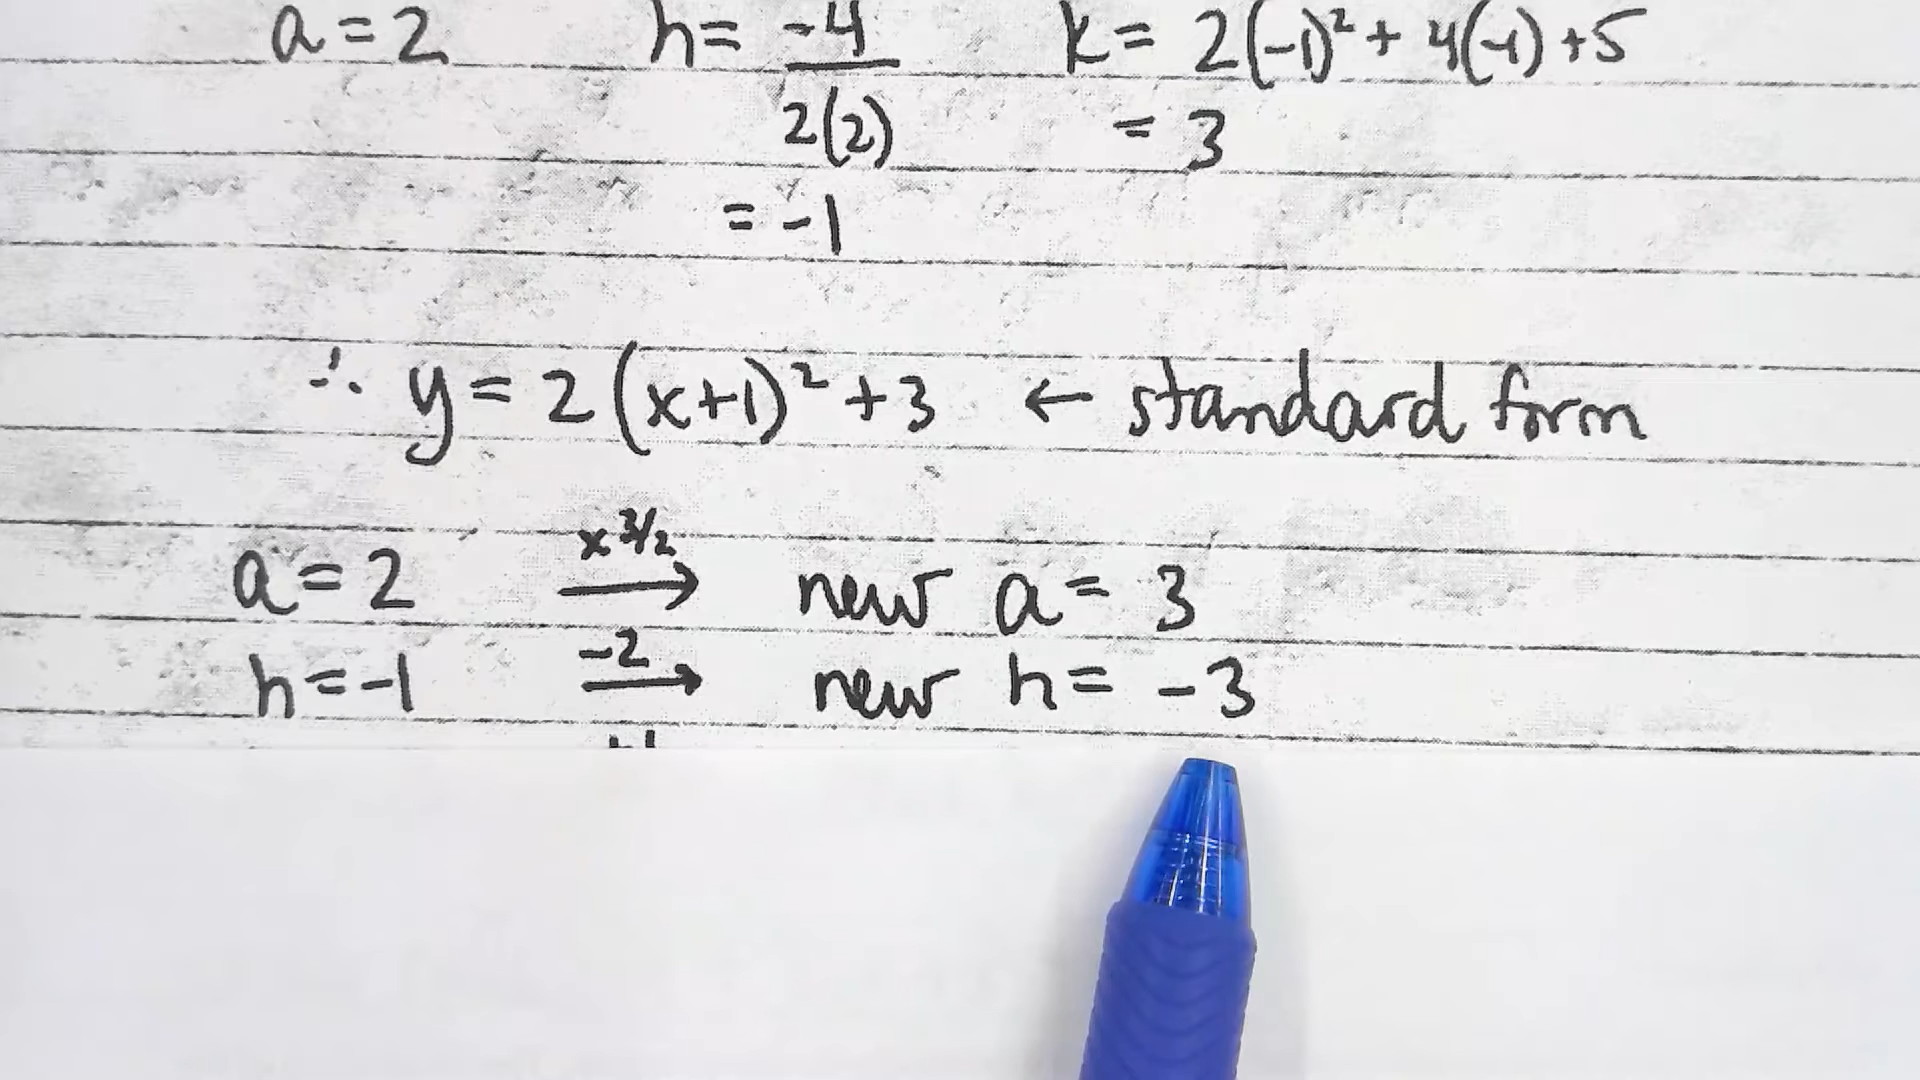 a = 2 h = -4/2(2) k = 2(-1)² + 4(-1) + 5
= 3
= -1
∴ y = 2(x+1)² + 3 ← standard form
a = 2 x 3/2 → new a = 3
h = -1 -2 → new h = -3